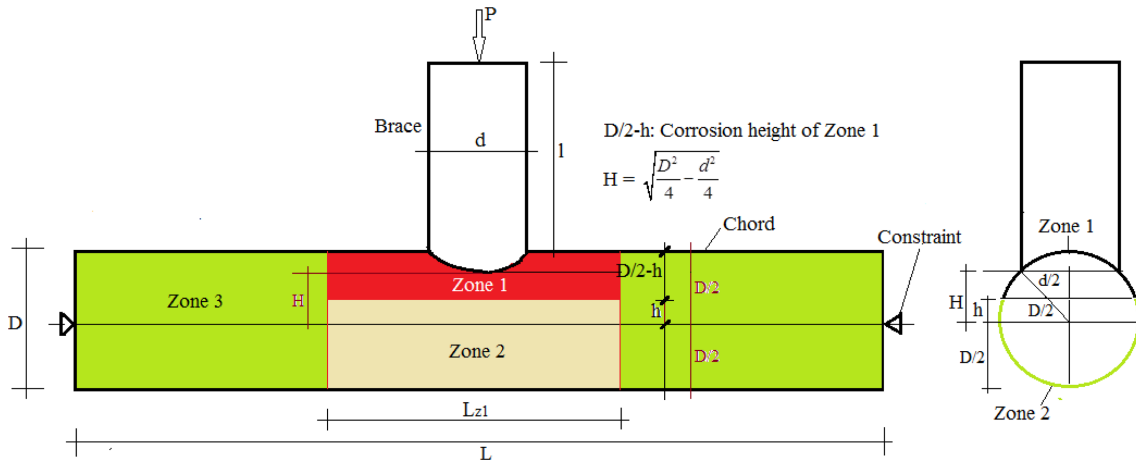 P
Brace
d
l
D/2-h: Corrosion height of Zone 1
H = √(D²/4 - d²/4)
Chord
Constraint
Zone 1
D/2-h
d/2
Zone 3
H
Zone 1
D/2
H
h
D/2
D
h
Zone 2
D/2
D/2
Zone 2
Lz1
L